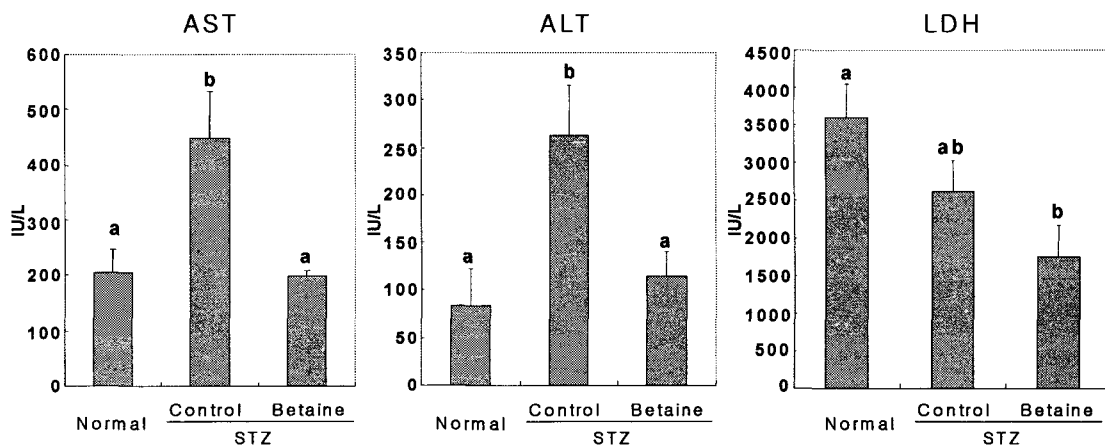 AST
600
500
400
300
200
100
0
IU/L
a
b
a
Normal
Control
Betaine
STZ
ALT
350
300
250
200
150
100
50
0
IU/L
a
b
a
Normal
Control
Betaine
STZ
LDH
4500
4000
3500
3000
2500
2000
1500
1000
500
0
IU/L
a
ab
b
Normal
Control
Betaine
STZ